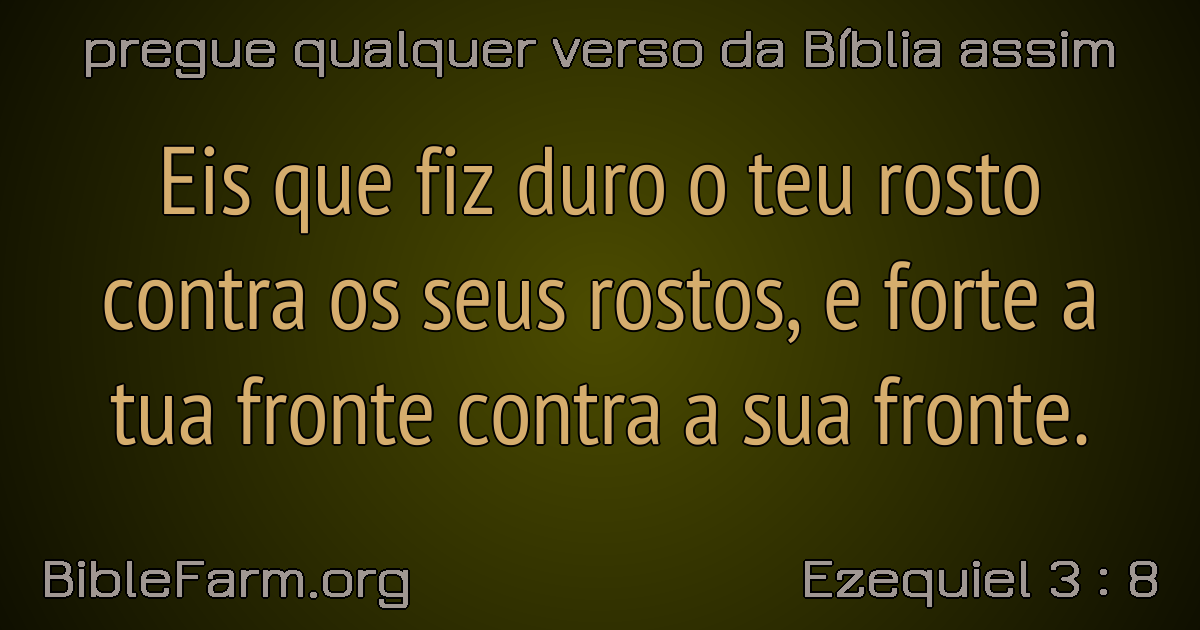 pregue qualquer verso da Bíblia assim
Eis que fiz duro o teu rosto
contra os seus rostos, e forte a
tua fronte contra a sua fronte.
BibleFarm.org
Ezequiel 3 : 8